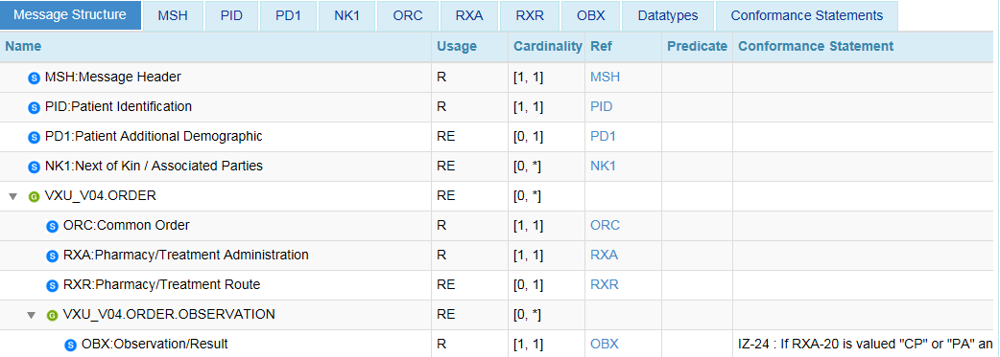 Message Structure MSH PID PD1 NK1 ORC RXA RXR OBX Datatypes Conformance Statements
Name Usage Cardinality Ref Predicate Conformance Statement
S MSH:Message Header R [1, 1] MSH
S PID:Patient Identification R [1, 1] PID
S PD1:Patient Additional Demographic RE [0, 1] PD1
S NK1:Next of Kin / Associated Parties RE [0, *] NK1
G VXU_V04.ORDER RE [0, *]
S ORC:Common Order R [1, 1] ORC
S RXA:Pharmacy/Treatment Administration R [1, 1] RXA
S RXR:Pharmacy/Treatment Route RE [0, 1] RXR
G VXU_V04.ORDER.OBSERVATION RE [0, *]
S OBX:Observation/Result R [1, 1] OBX IZ-24 : If RXA-20 is valued "CP" or "PA" an